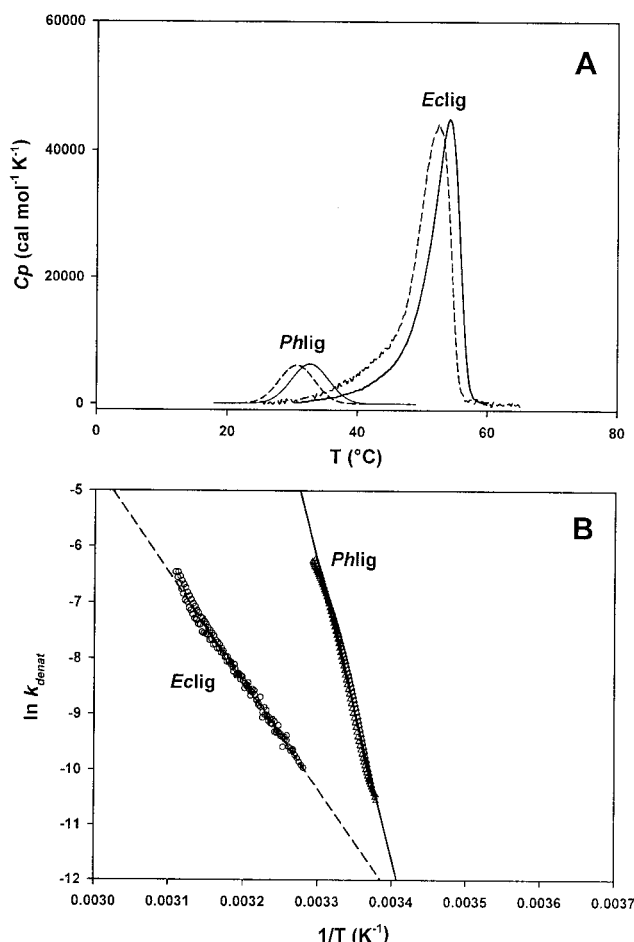 60000
A
Eclig
40000
Cp (cal mol⁻¹ K⁻¹)
20000
Phlig
0
0 20 40 60 80
T (°C)
-5
B
-6
Phlig
-7
-8
ln k denat
Eclig
-9
-10
-11
-12
0.0030 0.0031 0.0032 0.0033 0.0034 0.0035 0.0036 0.0037
1/T (K⁻¹)